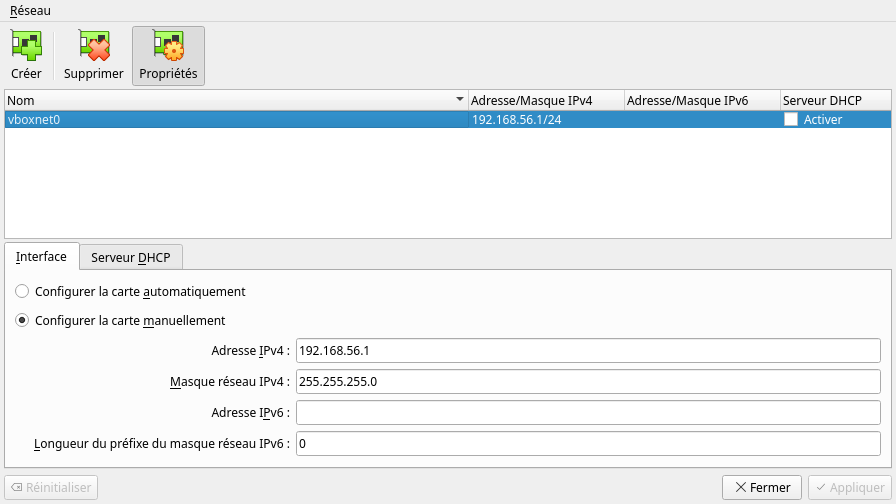 Réseau
Créer Supprimer Propriétés
Nom Adresse/Masque IPv4 Adresse/Masque IPv6 Serveur DHCP
vboxnet0 192.168.56.1/24 Activer
Interface Serveur DHCP
Configurer la carte automatiquement
Configurer la carte manuellement
Adresse IPv4 : 192.168.56.1
Masque réseau IPv4 : 255.255.255.0
Adresse IPv6 :
Longueur du préfixe du masque réseau IPv6 : 0
Réinitialiser Fermer Appliquer